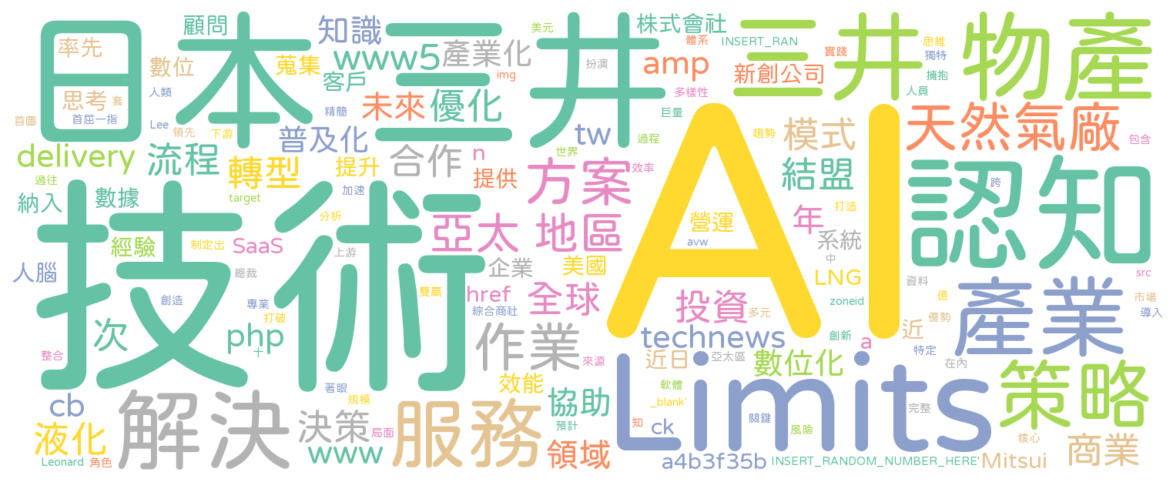 日本三井
三井物產
AI
技術
認知
Limits
產業
策略
服務
解決
作業
方案
亞太 地區
天然氣廠
結盟
模式
商業
領域
協助
決策
www
液化
cb
次
php
人腦
經驗
SaaS
納入
數據
轉型
提升
合作
n
提供
流程
delivery
普及化
優化
未來
tw
amp
新創公司
株式會社
INSERT_RAN
產業化
www5
知識
顧問
率先
數位
蒐集
客戶
思考
套
首屈一指
首圖
人類
精簡
Lee
領先
下游
過往
target
加速
分析
制定出
上游
總裁
企業
美國
雙贏
href
綜合商社
全球
投資
technews
近日
數位化
a
近
系統
年
營運
avw
LNG
zoneid
中
打造
趨勢
多樣性
巨量
過程
世界
效率
扮演
img
美元
體系
實踐
思維
獨特
擁抱
人員
包含
跨
src
資料
億
優勢
市場
導入
創新
多元
特定
在內
亞太區
來源
軟體
_blank'
關鍵
風險
完整
核心
知
ck
a4b3f35b
INSERT_RANDOM_NUMBER_HERE'
Mitsui
效能
規模
著眼
局面
預計
角色
Leonard
整合
創造
專業
打破
+